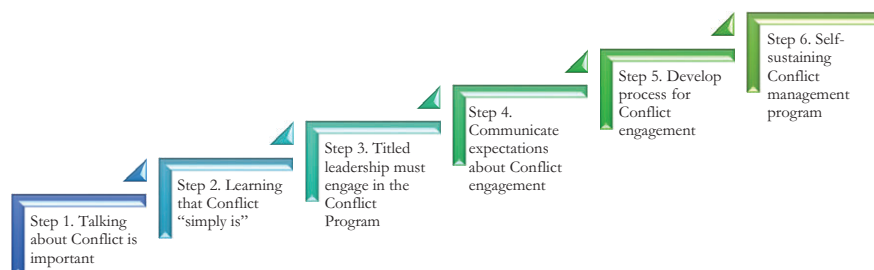 Step 1. Talking
about Conflict is
important
Step 2. Learning
that Conflict
“simply is”
Step 3. Titled
leadership must
engage in the
Conflict
Program
Step 4.
Communicate
expectations
about Conflict
engagement
Step 5. Develop
process for
Conflict
engagement
Step 6. Self-
sustaining
Conflict
management
program